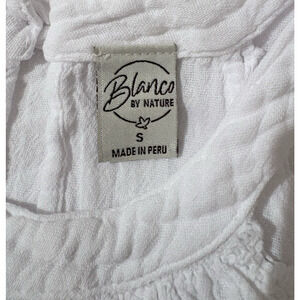 Blanco
BY NATURE
S
MADE IN PERU